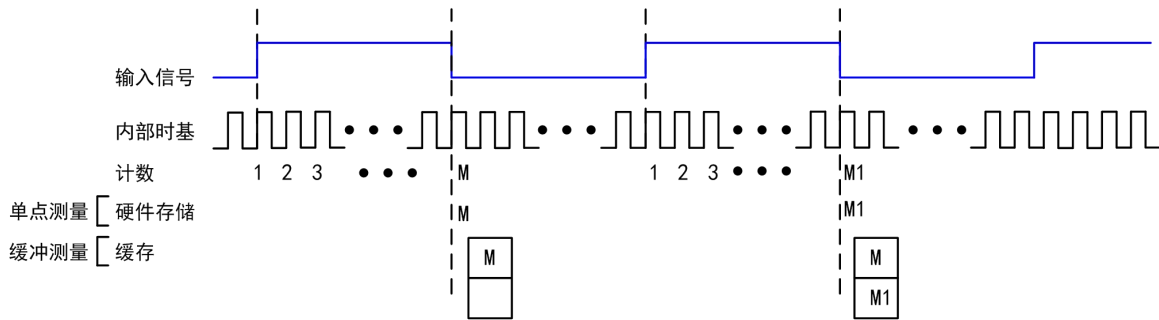 输入信号
内部时基
计数 1 2 3 M 1 2 3 M1
单点测量 硬件存储 M M1
缓冲测量 缓存 M M
M1